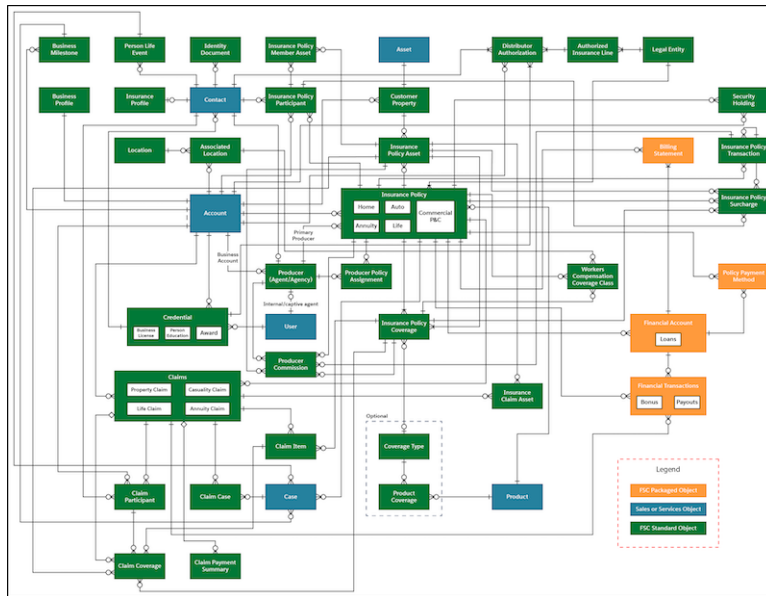 Business
Milestone
Person Life
Event
Identity
Document
Insurance Policy
Member Asset
Asset
Distributor
Authorization
Authorized
Insurance Line
Legal Entity
Business
Profile
Insurance
Profile
Contact
Insurance Policy
Participant
Customer
Property
Security
Holding
Location
Associated
Location
Insurance
Policy Asset
Billing
Statement
Insurance Policy
Transaction
Account
Insurance Policy
Home
Auto
Annuity
Life
Commercial
P&C
Insurance Policy
Surcharge
Primary
Producer
Business
Account
Producer
(Agent/Agency)
Producer Policy
Assignment
Workers
Compensation
Coverage Class
Policy Payment
Method
Internal/captive agent
Credential
Business
License
Person
Education
Award
User
Insurance Policy
Coverage
Financial Account
Loans
Producer
Commission
Claims
Property Claim
Casualty Claim
Life Claim
Annuity Claim
Insurance
Claim Asset
Financial Transactions
Bonus
Payouts
Optional
Claim Item
Coverage Type
Claim
Participant
Claim Case
Case
Product
Coverage
Product
Legend
FSC Packaged Object
Sales or Services Object
FSC Standard Object
Claim Coverage
Claim Payment
Summary